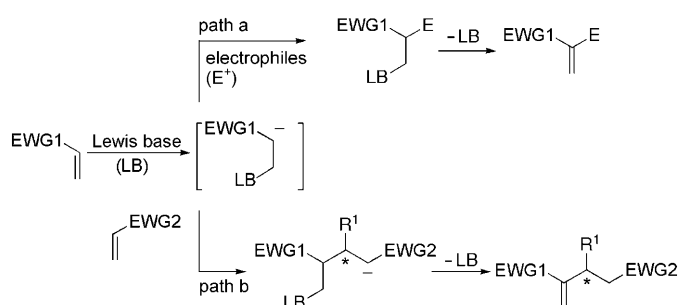 path a
electrophiles
(E⁺)
EWG1 E
LB
–LB
EWG1 E
EWG1
Lewis base
(LB)
EWG1 –
LB
EWG2
path b
R¹
EWG1 * – EWG2
LB
–LB
R¹
EWG1 * EWG2